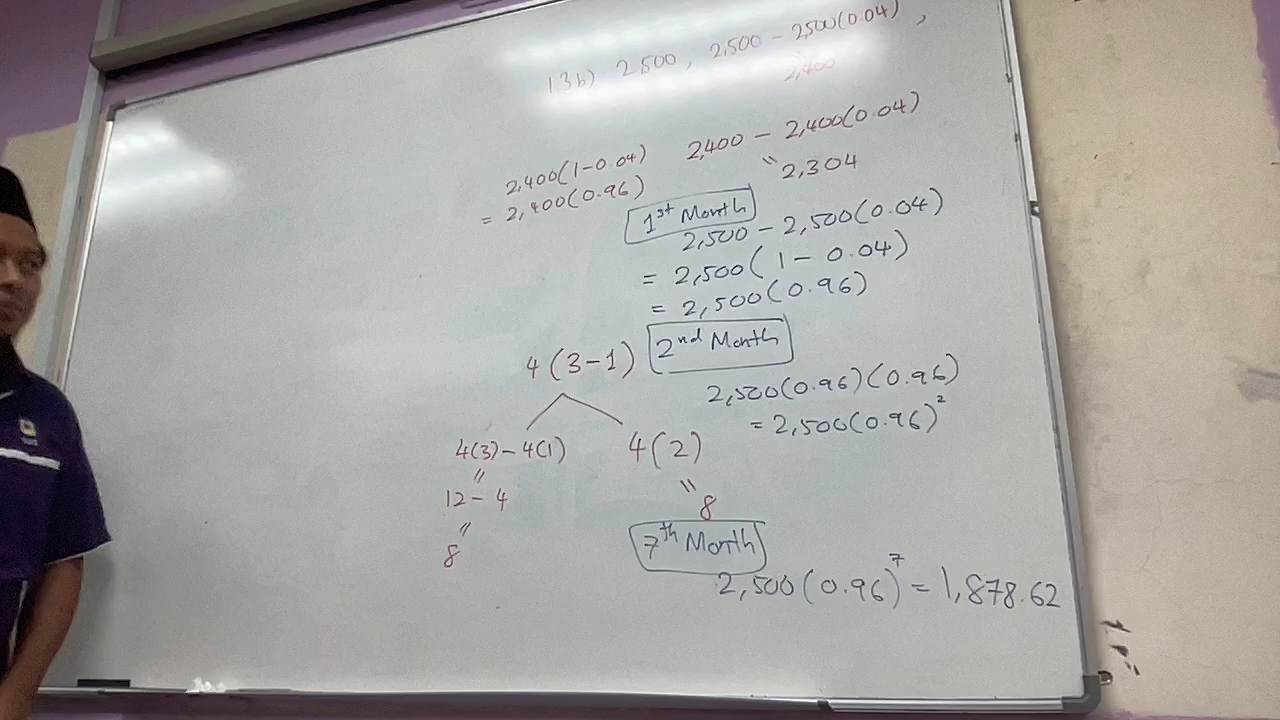 13b) 2500, 2,500 - 2,500(0.04),
2,400
2,400 - 2,400(0.04)
" 2,304
2,400(1-0.04)
= 2,400(0.96)
1st Month
2,500 - 2,500(0.04)
= 2,500(1 - 0.04)
= 2,500(0.96)
2nd Month
2,500(0.96)(0.96)
= 2,500(0.96)²
4(3-1)
4(3)-4(1)
"
12 - 4
"
8
4(2)
"
8
7th Month
2,500(0.96)⁷ = 1,878.62